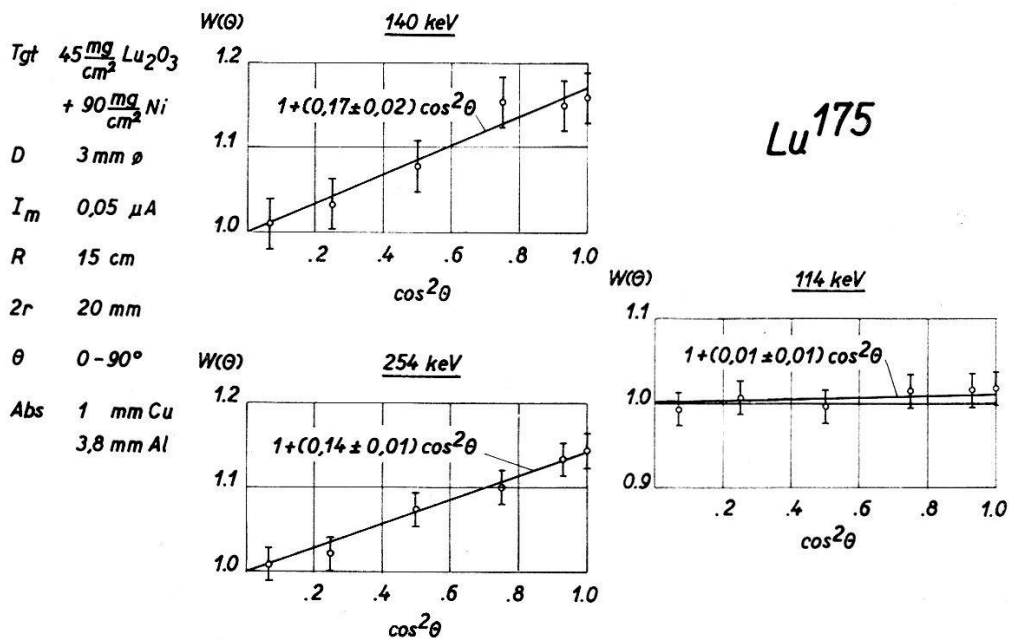 Tgt 45 mg/cm² Lu₂O₃
+ 90 mg/cm² Ni
D 3 mm ø
Iₘ 0,05 µA
R 15 cm
2r 20 mm
θ 0-90°
Abs 1 mm Cu
3,8 mm Al
W(Θ)
140 keV
1.2
1+(0,17±0,02) cos²Θ
1.1
1.0
.2 .4 .6 .8 1.0
cos²Θ
Lu¹⁷⁵
W(Θ)
254 keV
1.2
1+(0,14±0,01) cos²Θ
1.1
1.0
.2 .4 .6 .8 1.0
cos²Θ
W(Θ)
114 keV
1.1
1+(0,01±0,01) cos²Θ
1.0
0.9
.2 .4 .6 .8 1.0
cos²Θ